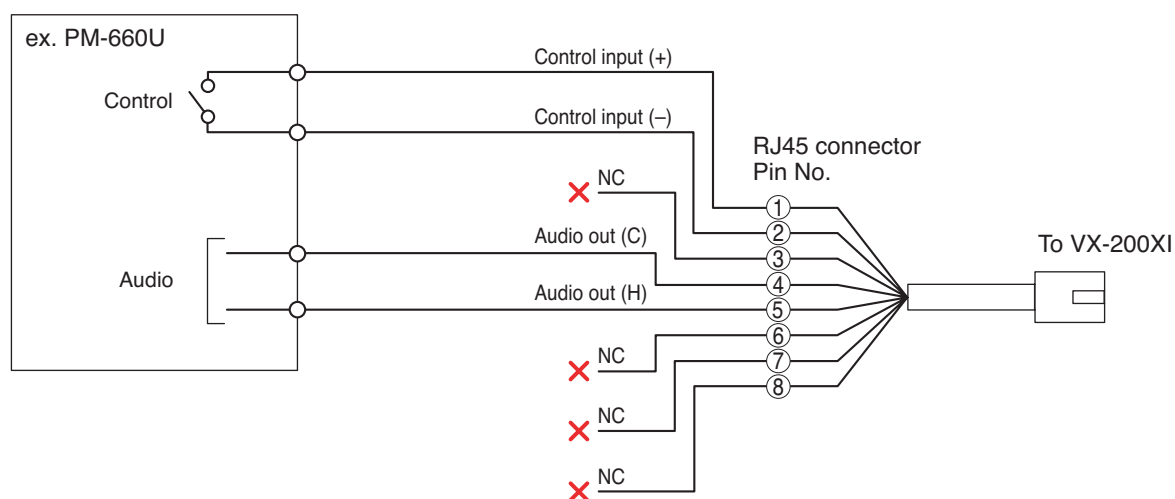 ex. PM-660U
Control input (+)
Control
Control input (–)
RJ45 connector
Pin No.
NC
1
2
Audio out (C)
3
To VX-200XI
Audio
4
Audio out (H)
5
6
NC
7
8
NC
NC